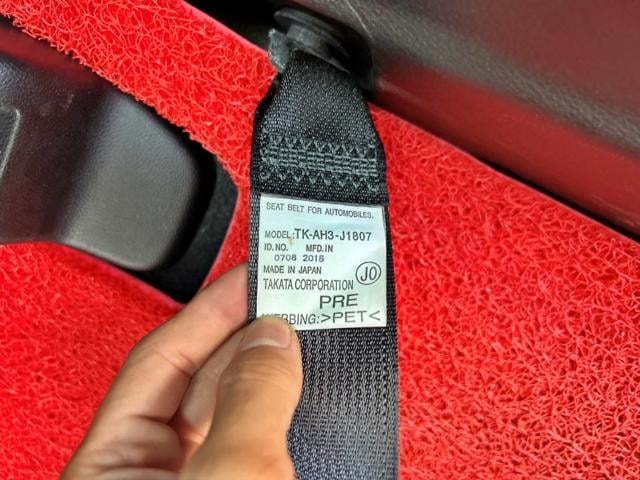 SEAT BELT FOR AUTOMOBILES.
MODEL:TK-AH3-J1807
ID.NO. MFD.IN
0708 2015
MADE IN JAPAN
TAKATA CORPORATION JO
PRE
>PET<